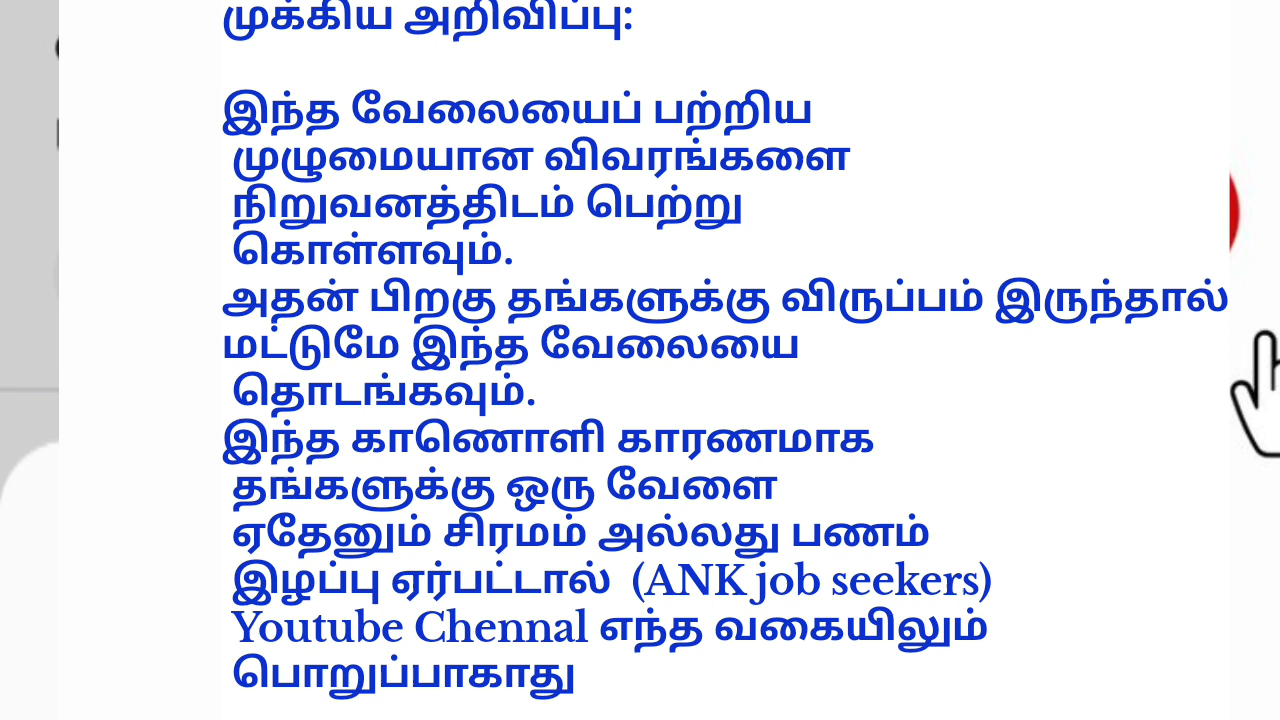 முக்கிய அறிவிப்பு:
இந்த வேலையைப் பற்றிய
முழுமையான விவரங்களை
நிறுவனத்திடம் பெற்று
கொள்ளவும்.
அதன் பிறகு தங்களுக்கு விருப்பம் இருந்தால்
மட்டுமே இந்த வேலையை
தொடங்கவும்.
இந்த காணொளி காரணமாக
தங்களுக்கு ஒரு வேளை
ஏதேனும் சிரமம் அல்லது பணம்
இழப்பு ஏர்பட்டால் (ANK job seekers)
Youtube Chennal எந்த வகையிலும்
பொறுப்பாகாது